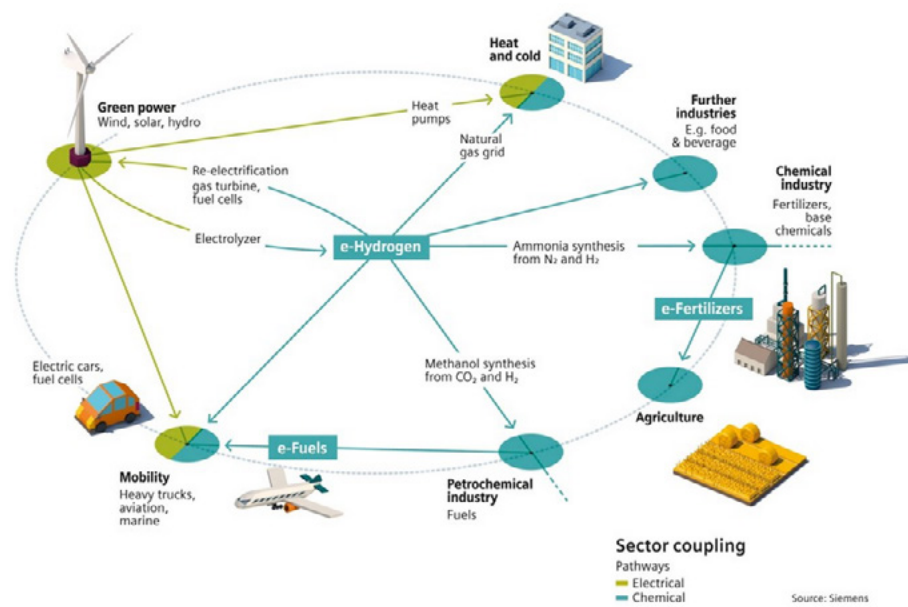 Heat
and cold
Green power
Wind, solar, hydro
Heat
pumps
Further
industries
E.g. food
& beverage
Natural
gas grid
Re-electrification
gas turbine,
fuel cells
Chemical
industry
Fertilizers,
base
chemicals
Electrolyzer
e-Hydrogen
Ammonia synthesis
from N₂ and H₂
e-Fertilizers
Electric cars,
fuel cells
Methanol synthesis
from CO₂ and H₂
Agriculture
e-Fuels
Mobility
Heavy trucks,
aviation,
marine
Petrochemical
industry
Fuels
Sector coupling
Pathways
Electrical
Chemical
Source: Siemens